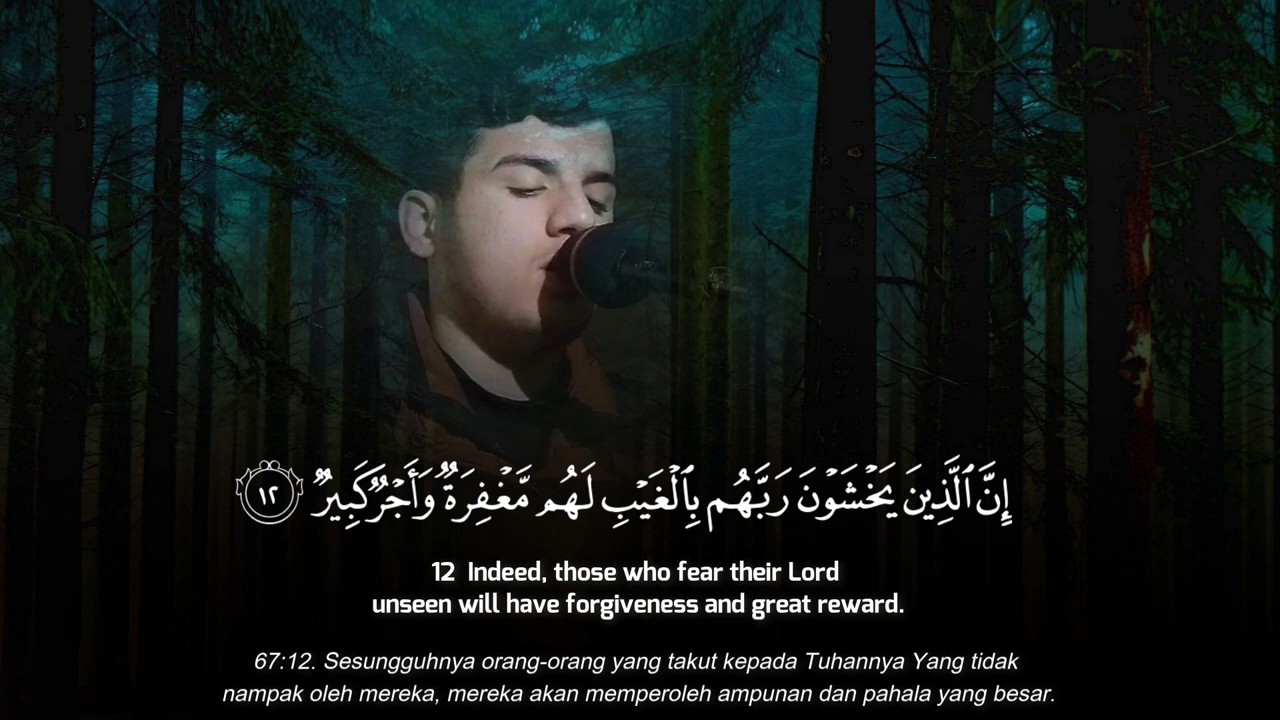 إِنَّ ٱلَّذِينَ يَخْشَوْنَ رَبَّهُم بِٱلْغَيْبِ لَهُم مَّغْفِرَةٌ وَأَجْرٌ كَبِيرٌ ١٢
12 Indeed, those who fear their Lord
unseen will have forgiveness and great reward.
67:12. Sesungguhnya orang-orang yang takut kepada Tuhannya Yang tidak
nampak oleh mereka, mereka akan memperoleh ampunan dan pahala yang besar.